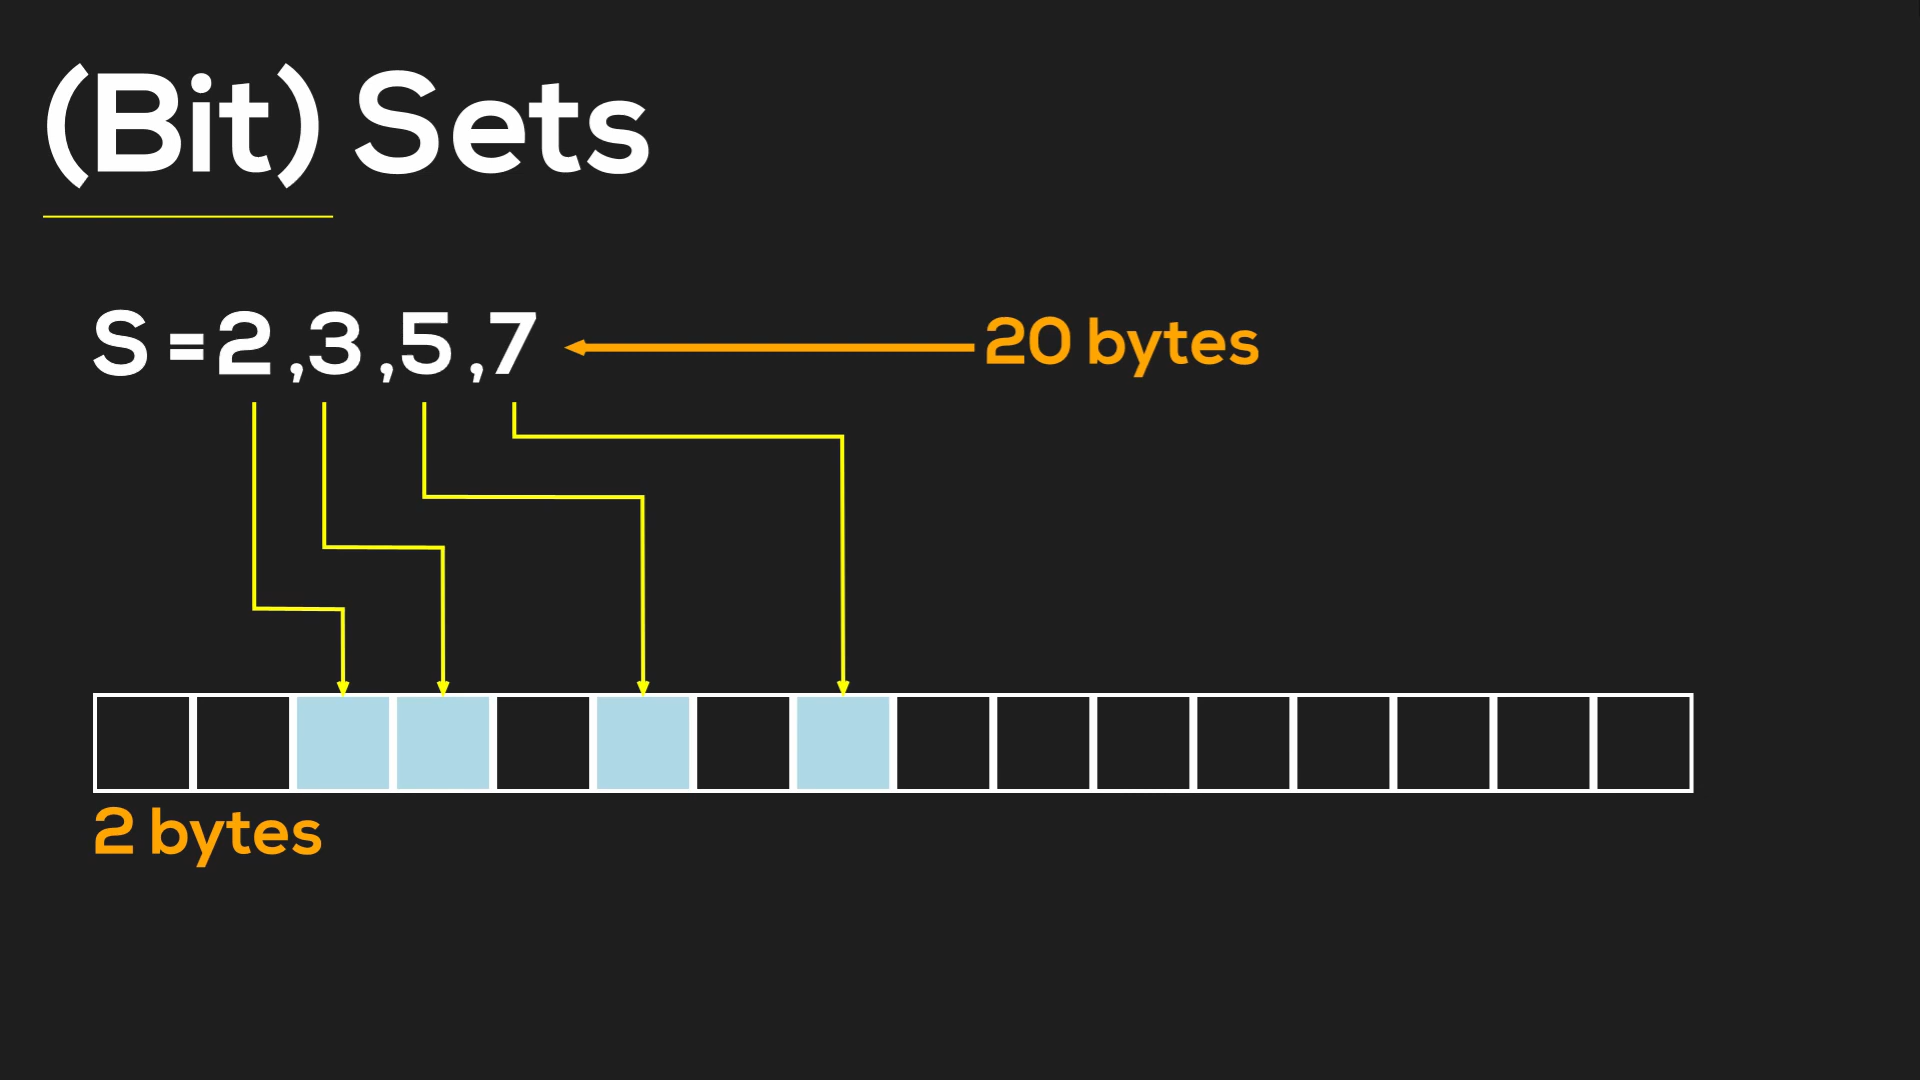 (Bit) Sets
S = 2 , 3 , 5 , 7
20 bytes
2 bytes